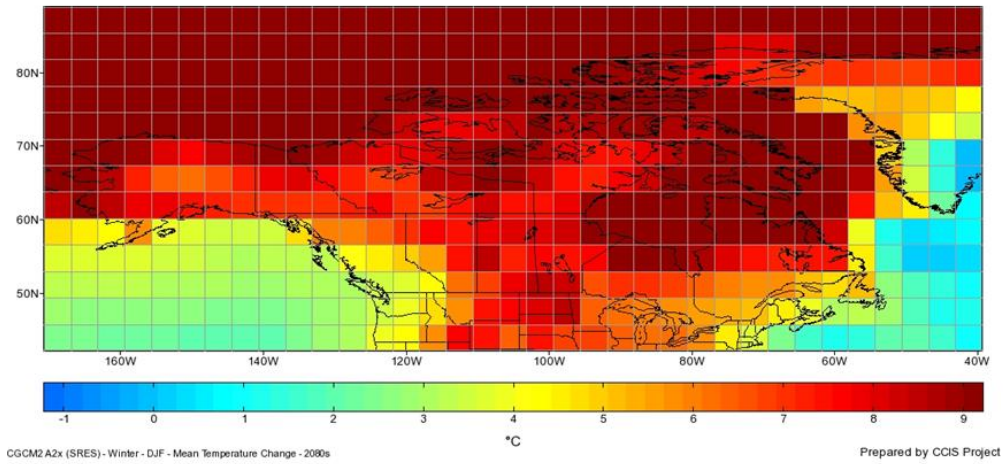 80N
70N
60N
50N
160W 140W 120W 100W 80W 60W 40W
-1 0 1 2 3 4 5 6 7 8 9
°C
CGCM2 A2x (SRES) - Winter - DJF - Mean Temperature Change - 2080s
Prepared by CCIS Project